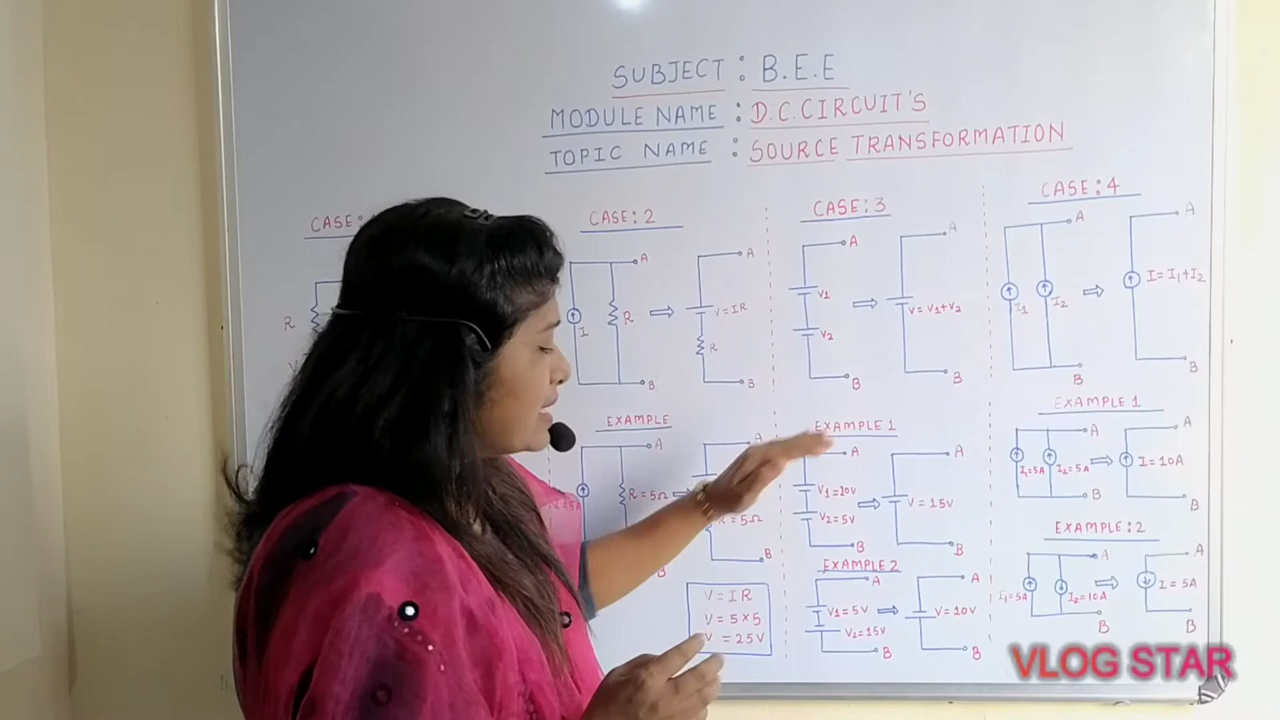 SUBJECT : B.E.E
MODULE NAME : D.C.CIRCUIT'S
TOPIC NAME : SOURCE TRANSFORMATION
CASE:
R
CASE: 2
A
I
R
B
A
V = IR
R
B
EXAMPLE
A
R = 5Ω
B
A
R = 5Ω
B
V = IR
V = 5 × 5
V = 25V
CASE: 3
A
V1
V2
B
A
V = V1+V2
B
EXAMPLE 1
A
V2 = 5V
B
A
V = 15V
B
EXAMPLE 2
A
V1 = 5V
V2 = 15V
B
A
V = 10V
B
CASE: 4
A
I1
I2
B
A
I = I1+I2
B
EXAMPLE 1
A
I1=5A
I2=5A
B
A
I = 10A
B
EXAMPLE:2
A
I1=5A
I2=10A
B
A
I = 5A
B
VLOG STAR